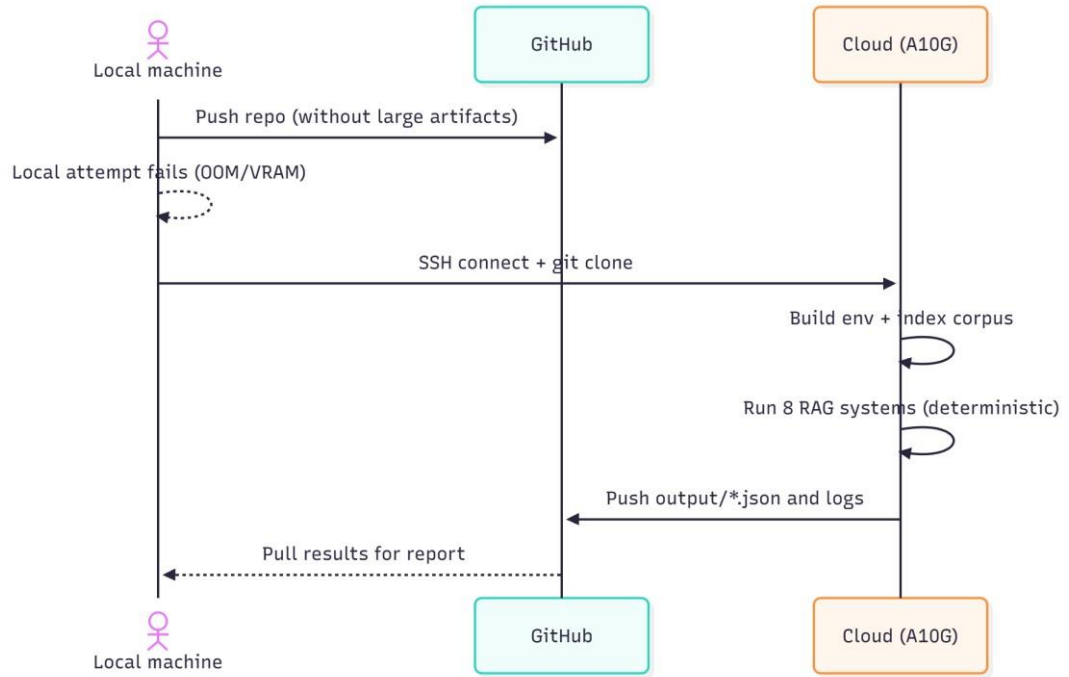 Local machine
GitHub
Cloud (A10G)
Push repo (without large artifacts)
Local attempt fails (OOM/VRAM)
SSH connect + git clone
Build env + index corpus
Run 8 RAG systems (deterministic)
Push output/*.json and logs
Pull results for report
Local machine
GitHub
Cloud (A10G)